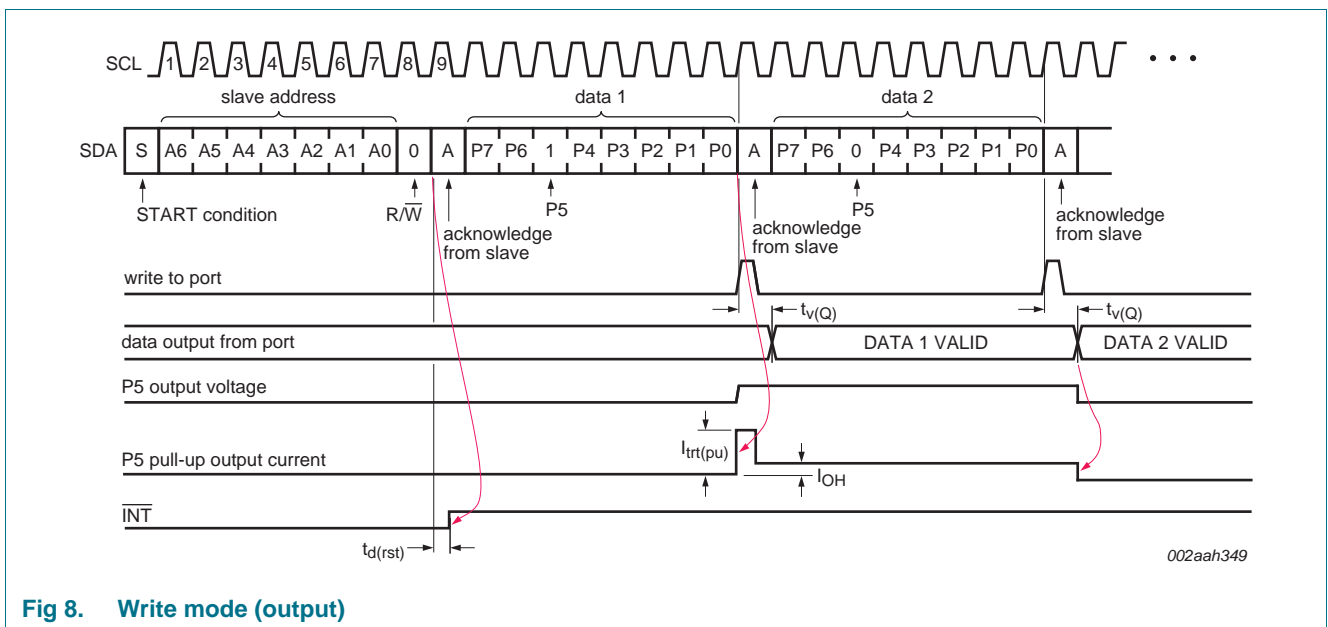 SCL 1 2 3 4 5 6 7 8 9
slave address data 1 data 2
SDA S A6 A5 A4 A3 A2 A1 A0 0 A P7 P6 1 P4 P3 P2 P1 P0 A P7 P6 0 P4 P3 P2 P1 P0 A
START condition R/W̅ P5 P5
acknowledge from slave
acknowledge from slave
acknowledge from slave
write to port
tv(Q) tv(Q)
data output from port DATA 1 VALID DATA 2 VALID
P5 output voltage
Itrt(pu)
P5 pull-up output current
IOH
I̅N̅T̅
td(rst)
002aah349
Fig 8. Write mode (output)